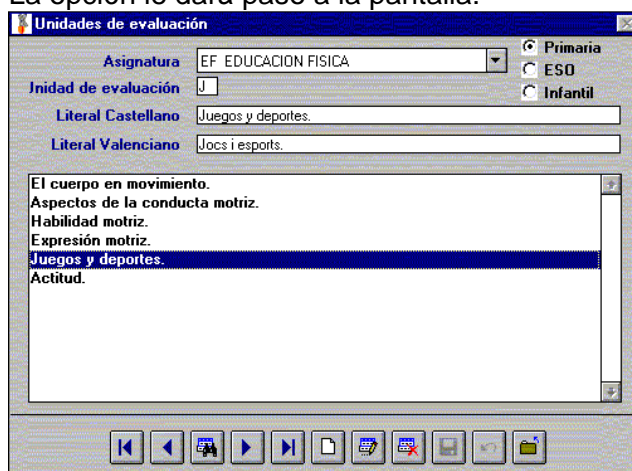 La opción le dará paso a la pantalla:
Unidades de evaluación
Asignatura EF EDUCACION FISICA
Primaria
ESO
Infantil
Jnidad de evaluación J
Literal Castellano Juegos y deportes.
Literal Valenciano Jocs i esports.
El cuerpo en movimiento.
Aspectos de la conducta motriz.
Habilidad motriz.
Expresión motriz.
Juegos y deportes.
Actitud.